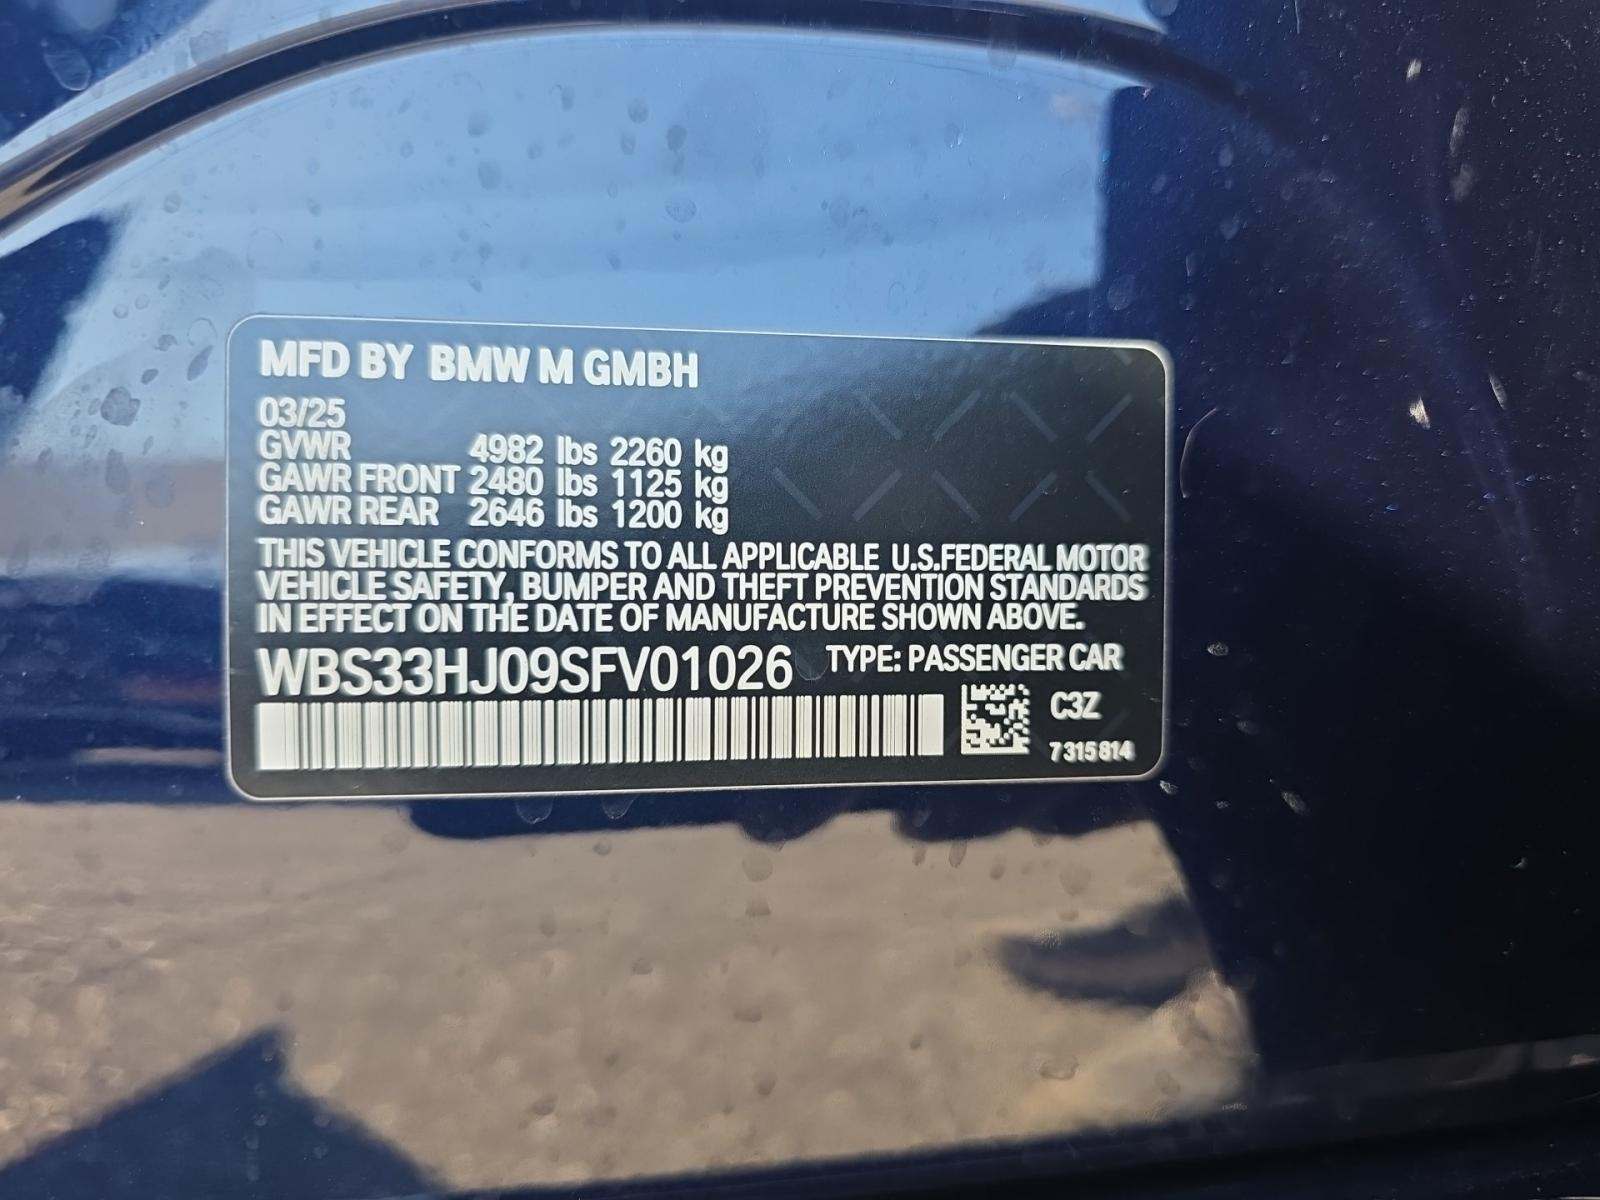 MFD BY BMW M GMBH
03/25
GVWR 4982 lbs 2260 kg
GAWR FRONT 2480 lbs 1125 kg
GAWR REAR 2646 lbs 1200 kg
THIS VEHICLE CONFORMS TO ALL APPLICABLE U.S.FEDERAL MOTOR
VEHICLE SAFETY, BUMPER AND THEFT PREVENTION STANDARDS
IN EFFECT ON THE DATE OF MANUFACTURE SHOWN ABOVE.
WBS33HJ09SFV01026 TYPE: PASSENGER CAR
C3Z
7315814